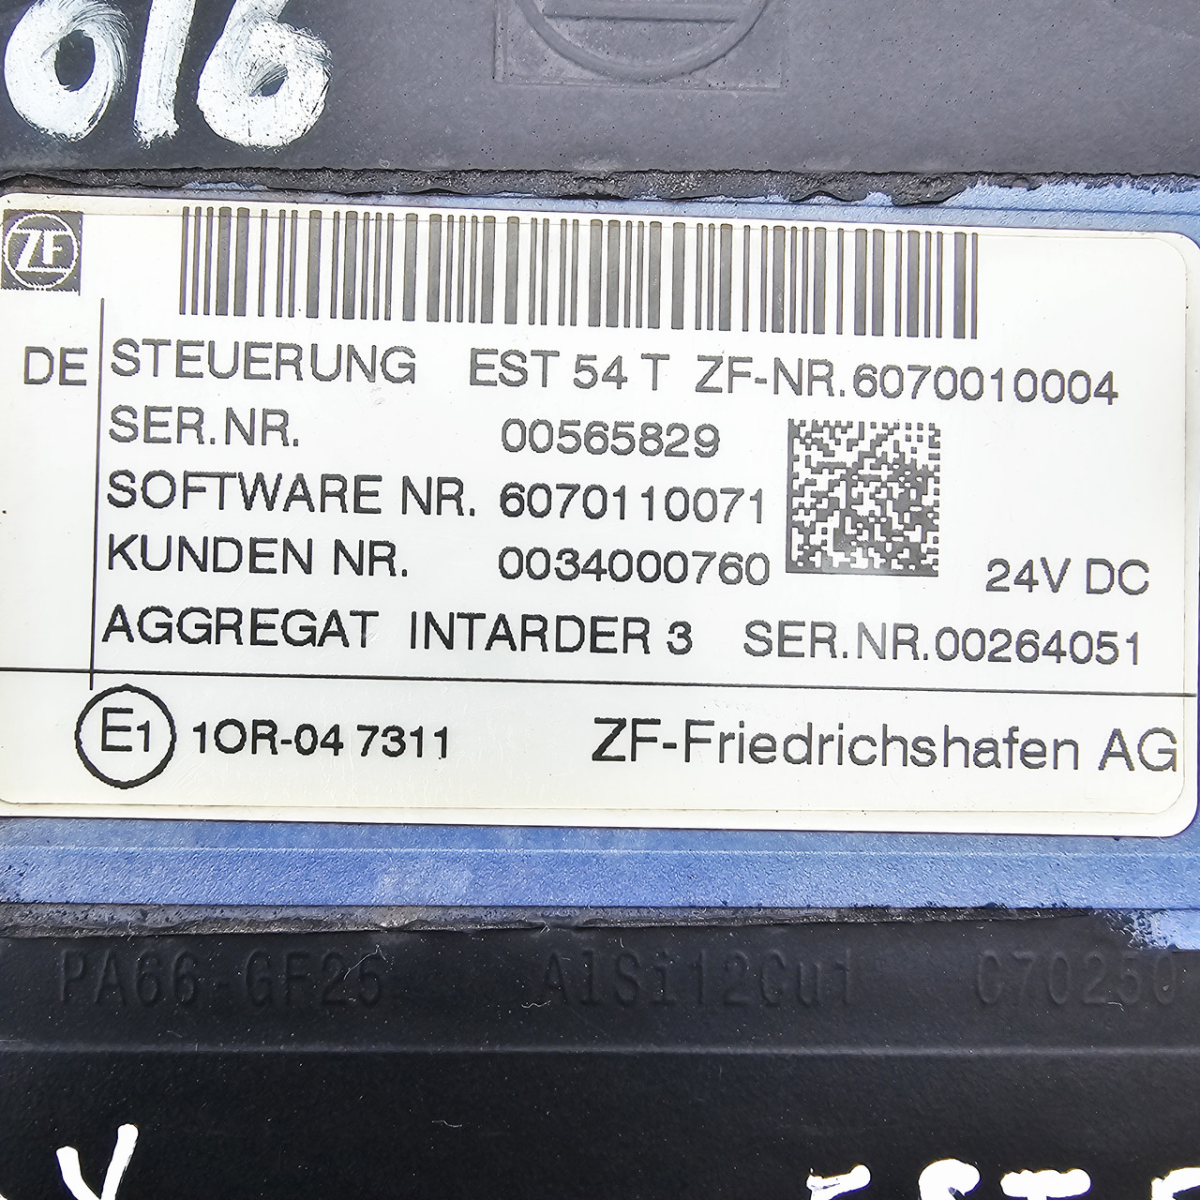 016
ZF
DE
STEUERUNG EST 54 T ZF-NR.6070010004
SER.NR. 00565829
SOFTWARE NR. 6070110071
KUNDEN NR. 0034000760
24V DC
AGGREGAT INTARDER 3 SER.NR.00264051
E1 10R-04 7311 ZF-Friedrichshafen AG
PA66-GF25 AlSi12Cu1 C70250